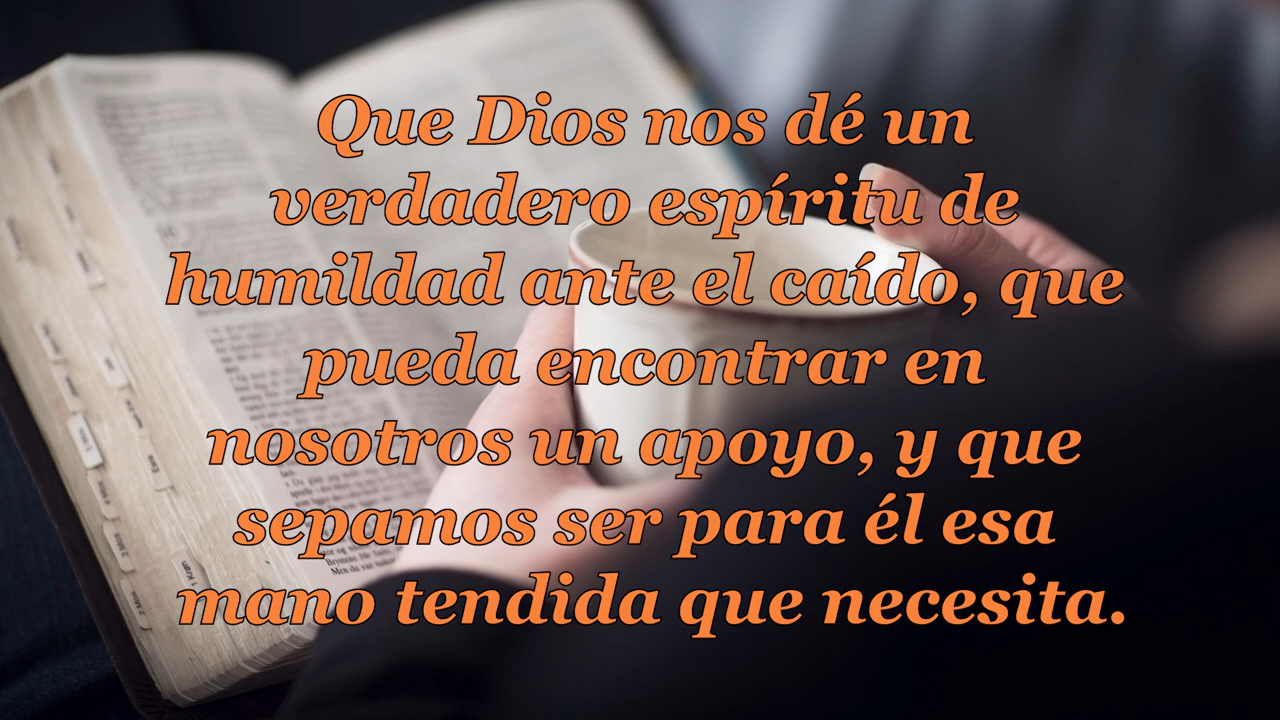 Que Dios nos dé un
verdadero espíritu de
humildad ante el caído, que
pueda encontrar en
nosotros un apoyo, y que
sepamos ser para él esa
mano tendida que necesita.